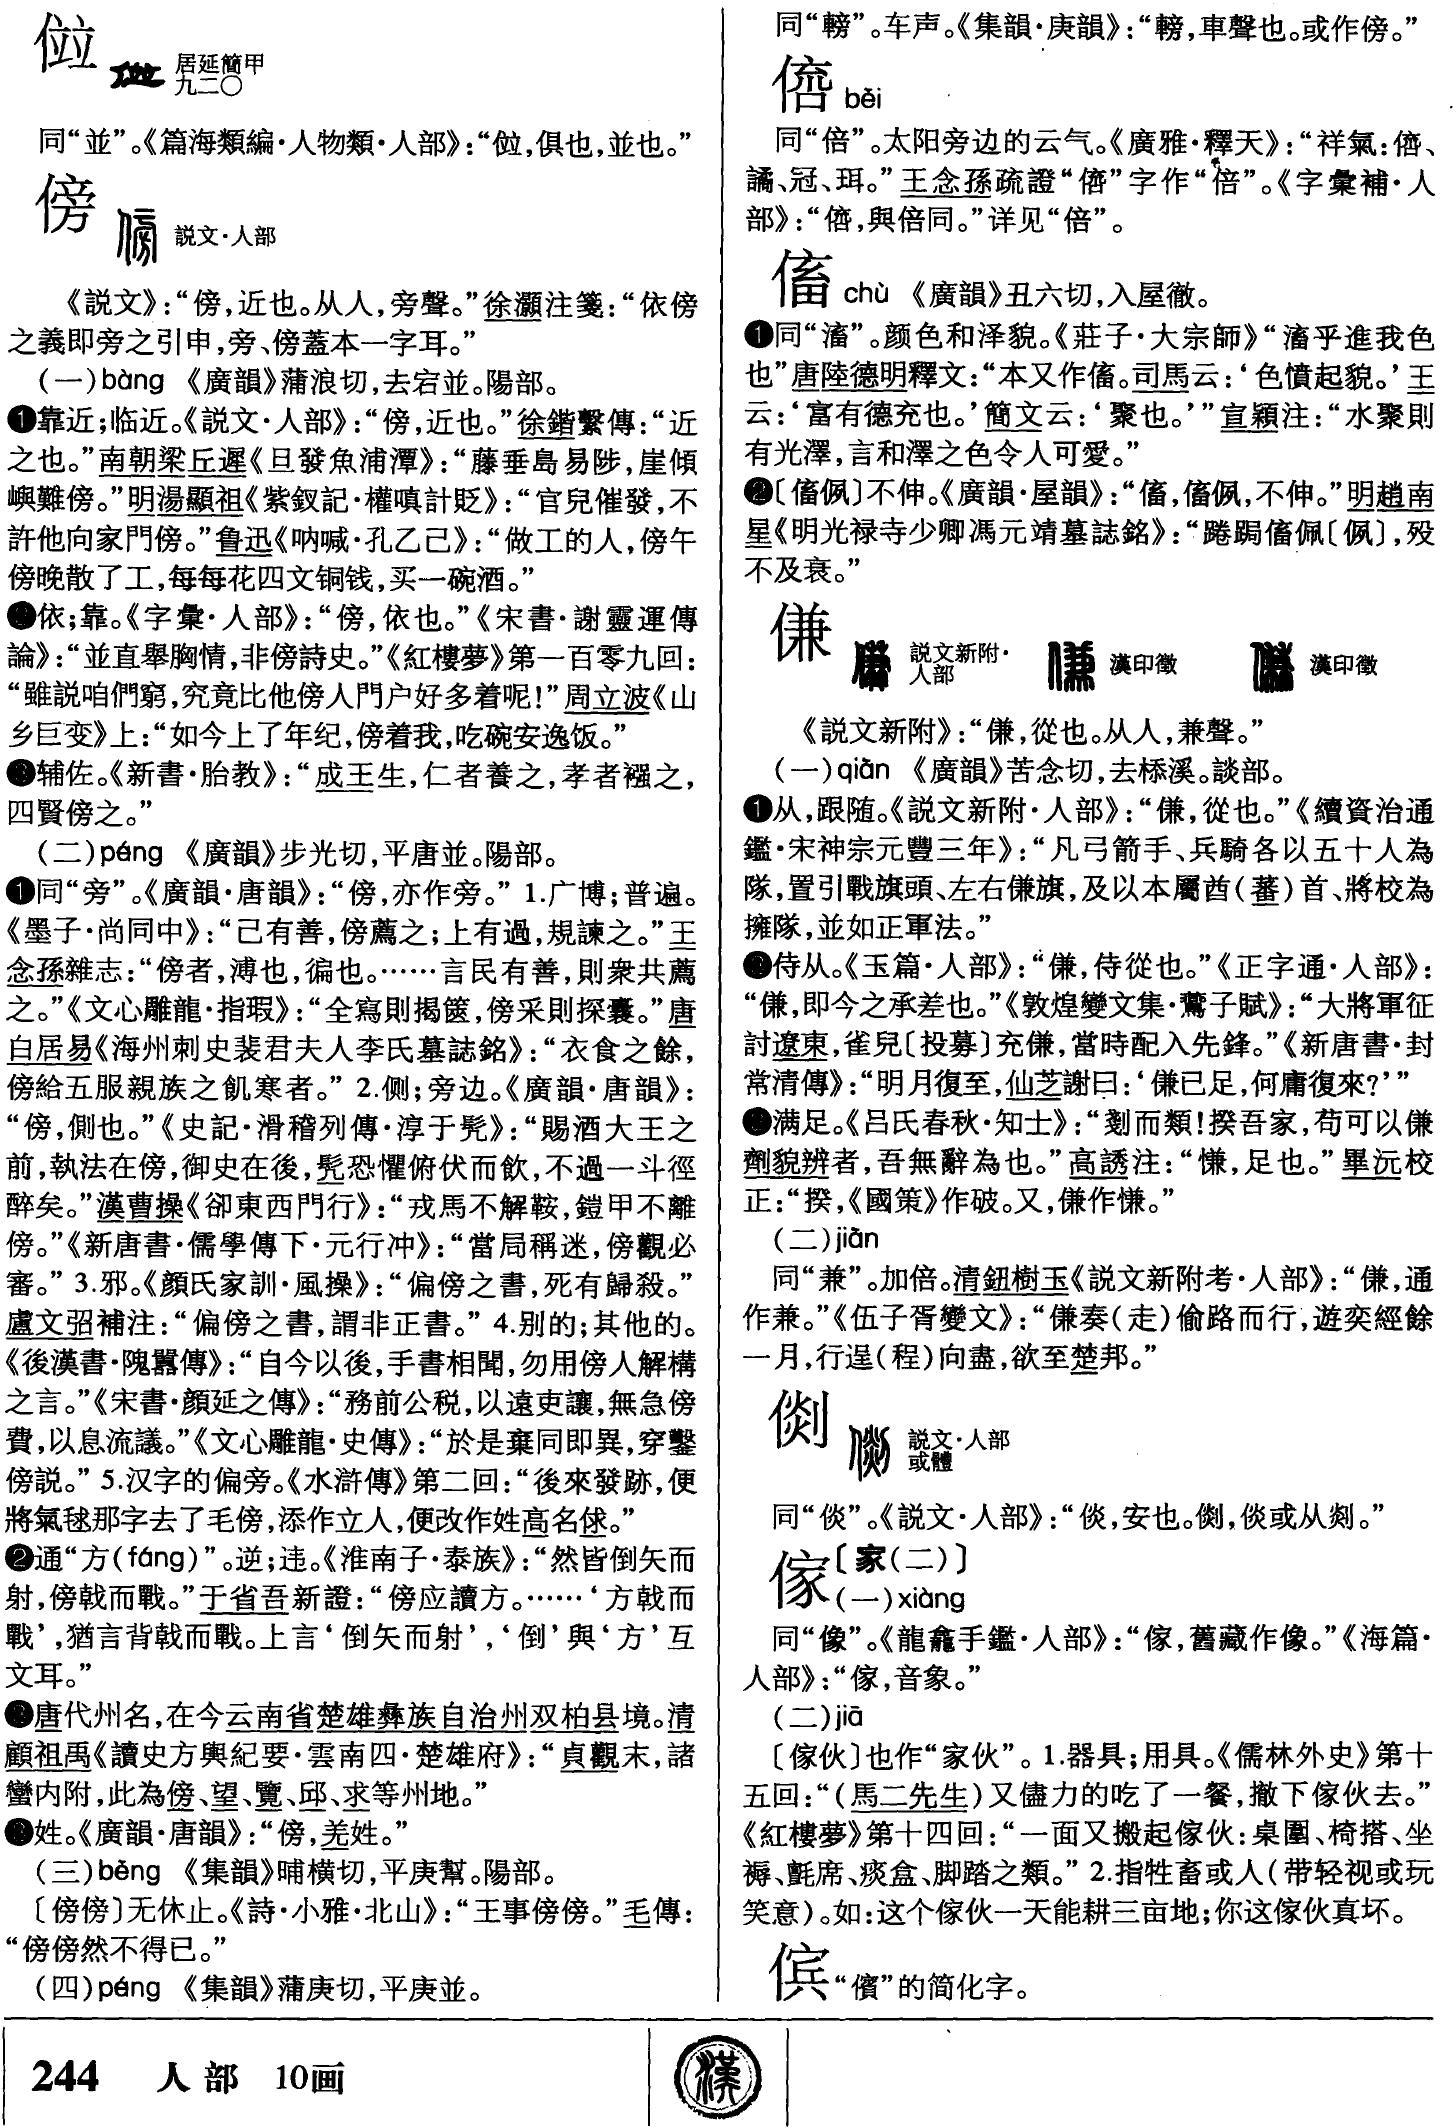 傡
居延簡甲
九二〇
同“並”。《篇海類編·人物類·人部》：“傡，俱也，並也。”
傍
説文·人部
《説文》：“傍，近也。从人，旁聲。”徐灝注箋：“依傍
之義即旁之引申，旁、傍蓋本一字耳。”
（一）bàng 《廣韻》蒲浪切，去宕並。陽部。
❶靠近；临近。《説文·人部》：“傍，近也。”徐鍇繫傳：“近
之也。”南朝梁丘遲《旦發魚浦潭》：“藤垂島易陟，崖傾
嶼難傍。”明湯顯祖《紫釵記·權嗔計貶》：“官兒催發，不
許他向家門傍。”鲁迅《呐喊·孔乙己》：“做工的人，傍午
傍晚散了工，每每花四文铜钱，买一碗酒。”
❷依；靠。《字彙·人部》：“傍，依也。”《宋書·謝靈運傳
論》：“並直舉胸情，非傍詩史。”《紅樓夢》第一百零九回：
“雖説咱們窮，究竟比他傍人門户好多着呢！”周立波《山
乡巨变》上：“如今上了年纪，傍着我，吃碗安逸饭。”
❸辅佐。《新書·胎教》：“成王生，仁者養之，孝者襁之，
四賢傍之。”
（二）páng 《廣韻》步光切，平唐並。陽部。
❶同“旁”。《廣韻·唐韻》：“傍，亦作旁。”1.广博；普遍。
《墨子·尚同中》：“己有善，傍薦之；上有過，規諫之。”王
念孫雜志：“傍者，溥也，徧也。……言民有善，則衆共薦
之。”《文心雕龍·指瑕》：“全寫則揭篋，傍采則探囊。”唐
白居易《海州刺史裴君夫人李氏墓誌銘》：“衣食之餘，
傍給五服親族之飢寒者。”2.侧；旁边。《廣韻·唐韻》：
“傍，側也。”《史記·滑稽列傳·淳于髡》：“賜酒大王之
前，執法在傍，御史在後，髡恐懼俯伏而飲，不過一斗徑
醉矣。”漢曹操《卻東西門行》：“戎馬不解鞍，鎧甲不離
傍。”《新唐書·儒學傳下·元行冲》：“當局稱迷，傍觀必
審。”3.邪。《顔氏家訓·風操》：“偏傍之書，死有歸殺。”
盧文弨補注：“偏傍之書，謂非正書。”4.别的；其他的。
《後漢書·隗囂傳》：“自今以後，手書相聞，勿用傍人解構
之言。”《宋書·顔延之傳》：“務前公税，以遠吏讓，無急傍
費，以息流議。”《文心雕龍·史傳》：“於是棄同即異，穿鑿
傍説。”5.汉字的偏旁。《水滸傳》第二回：“後來發跡，便
將氣毬那字去了毛傍，添作立人，便改作姓高名俅。”
❷通“方（fáng）”。逆；违。《淮南子·泰族》：“然皆倒矢而
射，傍戟而戰。”于省吾新證：“傍应讀方。……‘方戟而
戰’，猶言背戟而戰。上言‘倒矢而射’，‘倒’與‘方’互
文耳。”
❸唐代州名，在今云南省楚雄彝族自治州双柏县境。清
顧祖禹《讀史方輿紀要·雲南四·楚雄府》：“貞觀末，諸
蠻内附，此為傍、望、覽、邱、求等州地。”
❹姓。《廣韻·唐韻》：“傍，羌姓。”
（三）bēng 《集韻》晡横切，平庚幫。陽部。
〔傍傍〕无休止。《詩·小雅·北山》：“王事傍傍。”毛傳：
“傍傍然不得已。”
（四）péng 《集韻》蒲庚切，平庚並。
同“輣”。车声。《集韻·庚韻》：“輣，車聲也。或作傍。”
㑽 bèi
同“倍”。太阳旁边的云气。《廣雅·釋天》：“祥氣：㑽、
譎、冠、珥。”王念孫疏證“㑽”字作“倍”。《字彙補·人
部》：“㑽，與倍同。”详见“倍”。
傗 chù 《廣韻》丑六切，入屋徹。
❶同“滀”。颜色和泽貌。《莊子·大宗師》“滀乎進我色
也”唐陸德明釋文：“本又作傗。司馬云：‘色憤起貌。’王
云：‘富有德充也。’簡文云：‘聚也。’”宣穎注：“水聚則
有光澤，言和澤之色令人可愛。”
❷〔傗㑉〕不伸。《廣韻·屋韻》：“傗，傗㑉，不伸。”明趙南
星《明光禄寺少卿馮元靖墓誌銘》：“踡跼傗佩〔㑉〕，殁
不及衰。”
傔
説文新附·
人部
漢印徵
漢印徵
《説文新附》：“傔，從也。从人，兼聲。”
（一）qiàn 《廣韻》苦念切，去㮇溪。談部。
❶从，跟随。《説文新附·人部》：“傔，從也。”《續資治通
鑑·宋神宗元豐三年》：“凡弓箭手、兵騎各以五十人為
隊，置引戰旗頭、左右傔旗，及以本屬酋（蕃）首、將校為
擁隊，並如正軍法。”
❷侍从。《玉篇·人部》：“傔，侍從也。”《正字通·人部》：
“傔，即今之承差也。”《敦煌變文集·鷰子賦》：“大將軍征
討遼東，雀兒〔投募〕充傔，當時配入先鋒。”《新唐書·封
常清傳》：“明月復至，仙芝謝曰：‘傔已足，何庸復來？’”
❸满足。《吕氏春秋·知士》：“剗而類！揆吾家，苟可以傔
劑貌辨者，吾無辭為也。”高誘注：“慊，足也。”畢沅校
正：“揆，《國策》作破。又，傔作慊。”
（二）jiān
同“兼”。加倍。清鈕樹玉《説文新附考·人部》：“傔，通
作兼。”《伍子胥變文》：“傔奏（走）偷路而行，遊奕經餘
一月，行逞（程）向盡，欲至楚邦。”
㑣
説文·人部
或體
同“倓”。《説文·人部》：“倓，安也。㑣，倓或从剡。”
傢〔家（二）〕
（一）xiàng
同“像”。《龍龕手鑑·人部》：“傢，舊藏作像。”《海篇·
人部》：“傢，音象。”
（二）jiā
〔傢伙〕也作“家伙”。1.器具；用具。《儒林外史》第十
五回：“（馬二先生）又儘力的吃了一餐，撤下傢伙去。”
《紅樓夢》第十四回：“一面又搬起傢伙：桌圍、椅搭、坐
褥、氈席、痰盒、脚踏之類。”2.指牲畜或人（带轻视或玩
笑意）。如：这个傢伙一天能耕三亩地；你这傢伙真坏。
傧 “儐”的简化字。
244 人部 10画
漢